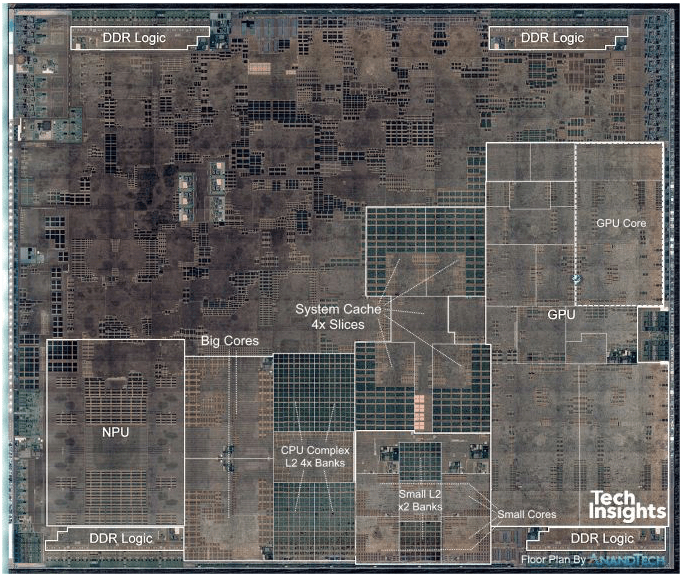 DDR Logic
DDR Logic
GPU Core
System Cache
4x Slices
GPU
Big Cores
NPU
CPU Complex
L2 4x Banks
Small L2
x2 Banks
Small Cores
Tech
Insights
DDR Logic
DDR Logic
Floor Plan By ANANDTECH